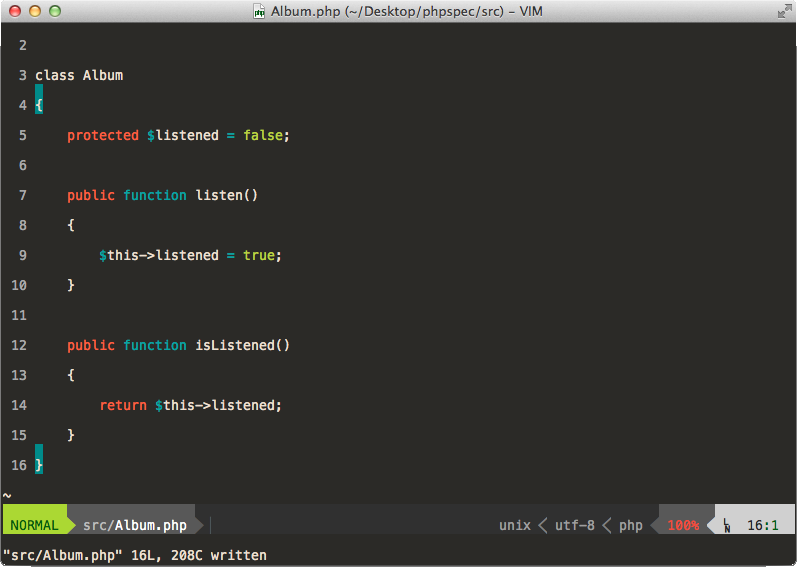 Album.php (~/Desktop/phpspec/src) - VIM
2
3 class Album
4 {
5     protected $listened = false;
6
7     public function listen()
8     {
9         $this->listened = true;
10     }
11
12     public function isListened()
13     {
14         return $this->listened;
15     }
16 }
~
NORMAL src/Album.php unix < utf-8 < php 100% LN 16:1
"src/Album.php" 16L, 208C written